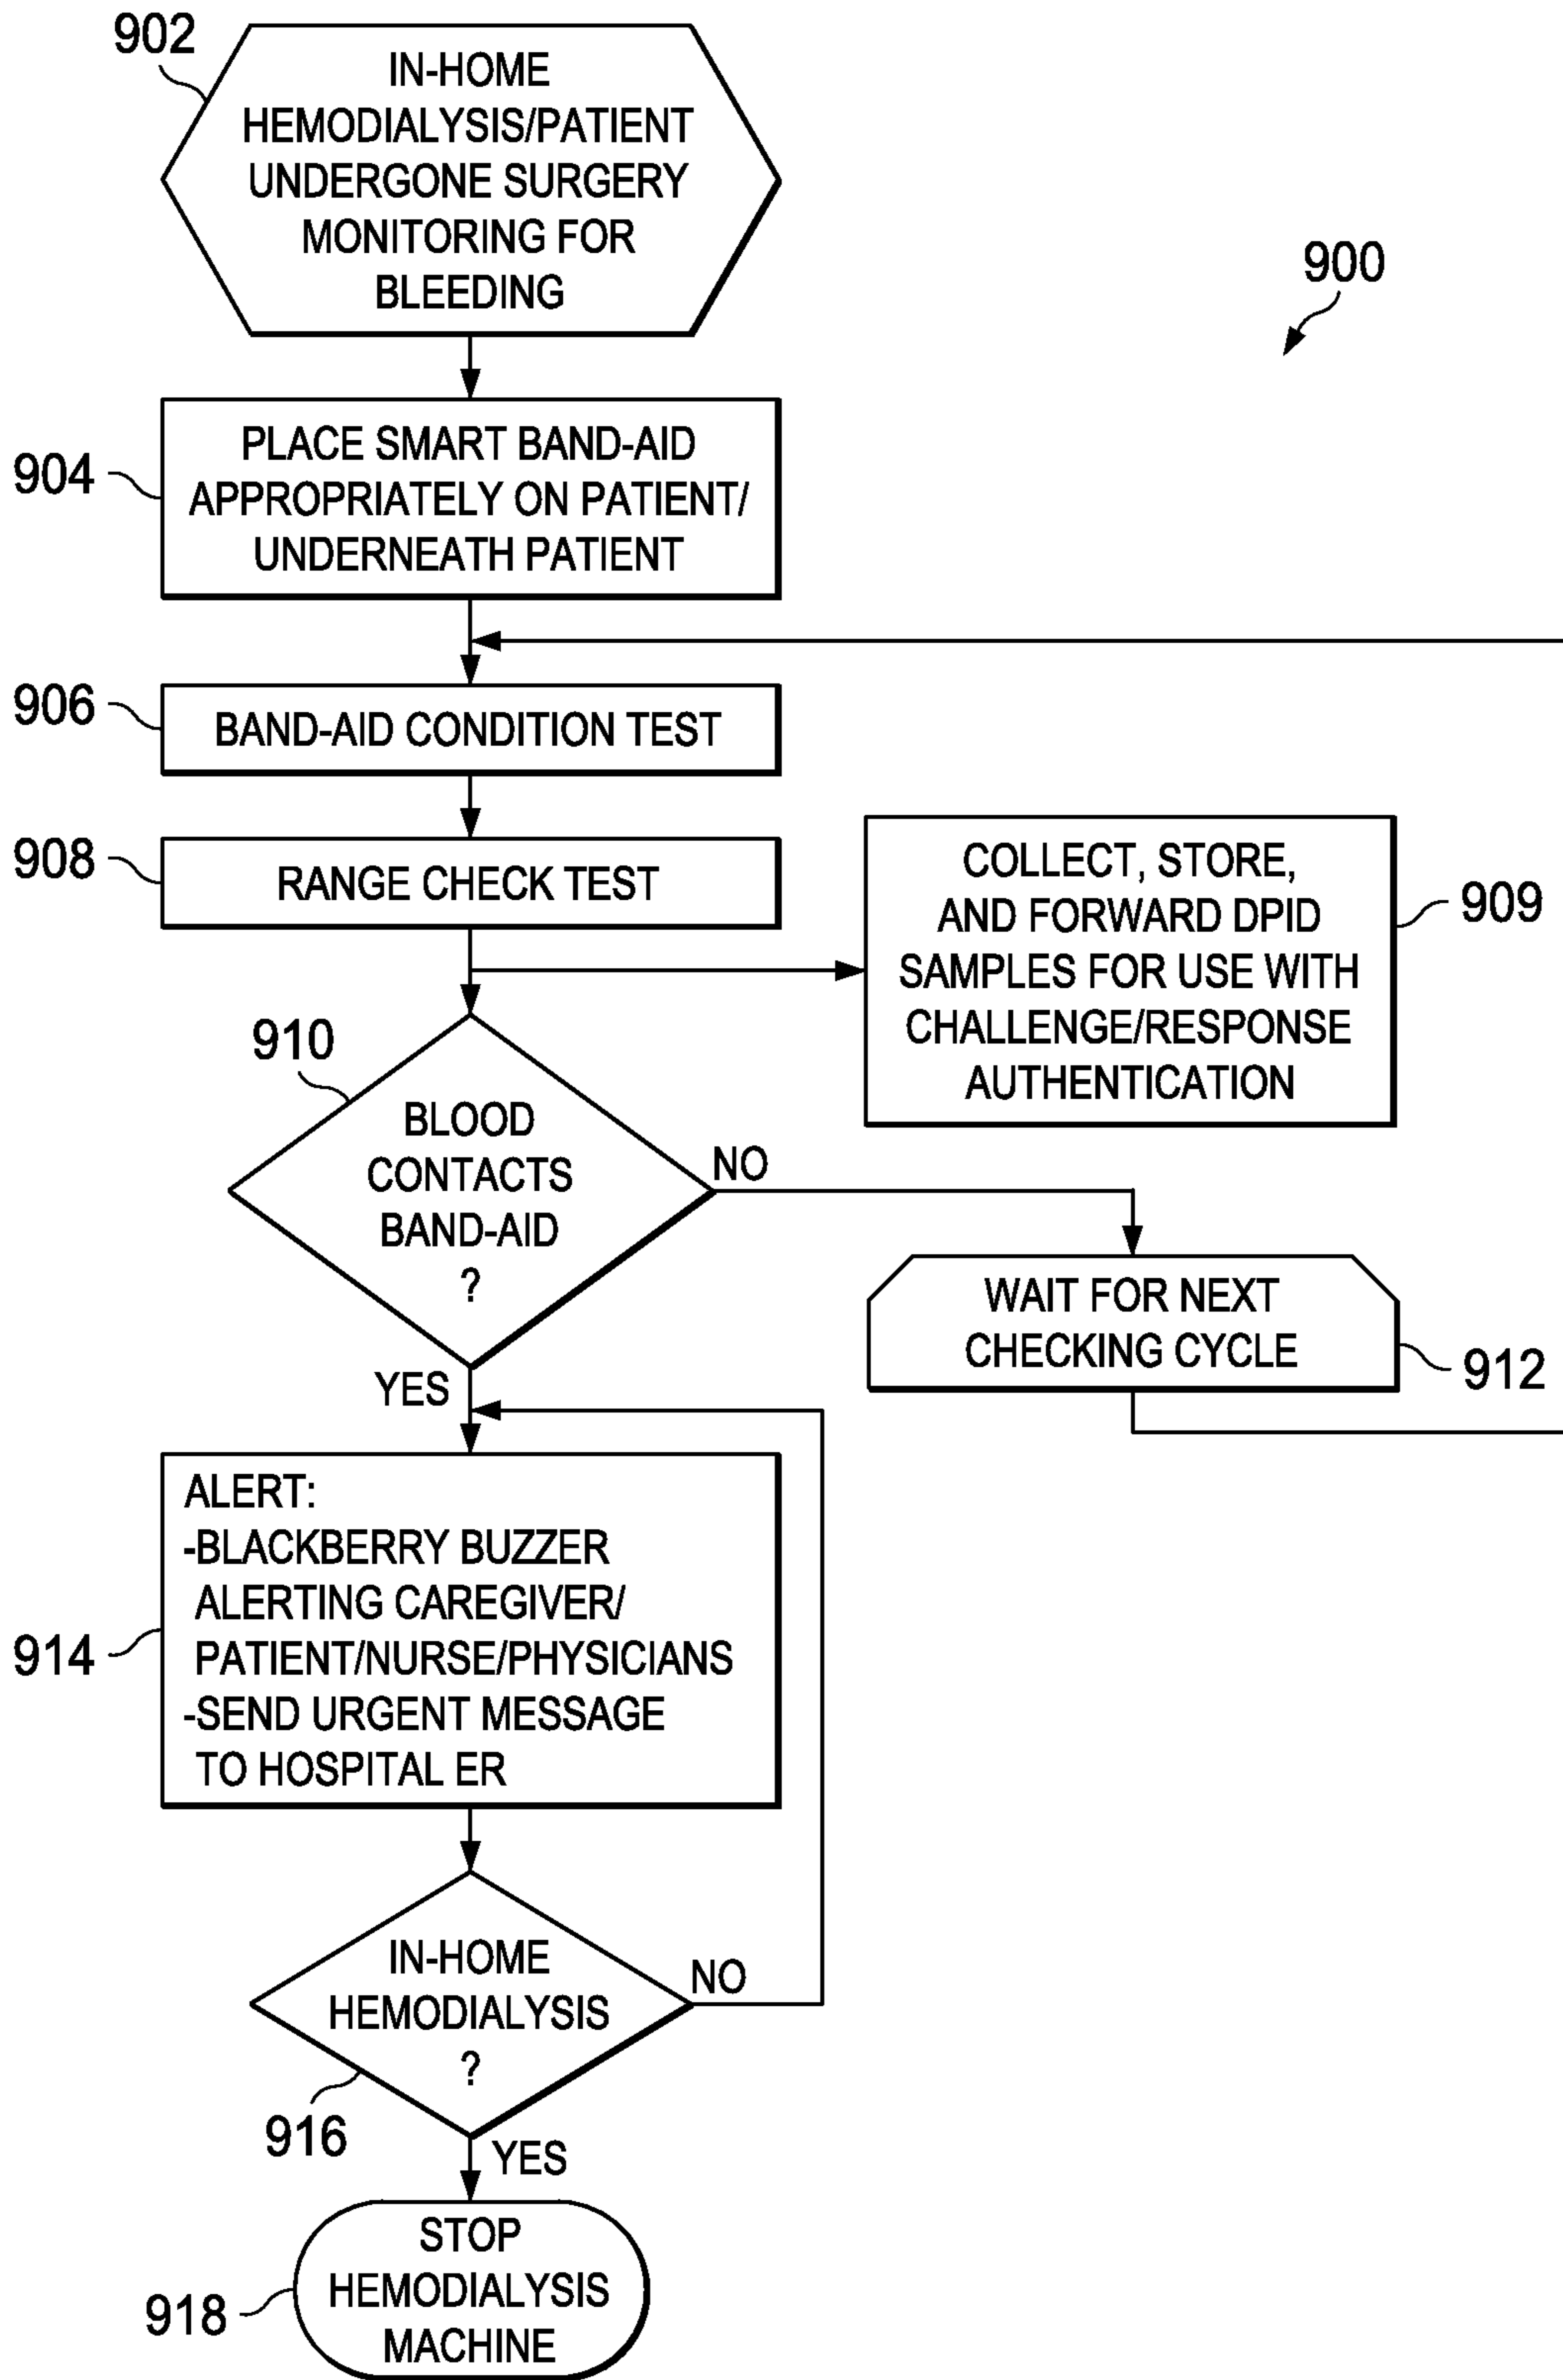 902
IN-HOME
HEMODIALYSIS/PATIENT
UNDERGONE SURGERY
MONITORING FOR
BLEEDING
900
904
PLACE SMART BAND-AID
APPROPRIATELY ON PATIENT/
UNDERNEATH PATIENT
906
BAND-AID CONDITION TEST
908
RANGE CHECK TEST
COLLECT, STORE,
AND FORWARD DPID
SAMPLES FOR USE WITH
CHALLENGE/RESPONSE
AUTHENTICATION
909
910
BLOOD
CONTACTS
BAND-AID
?
NO
WAIT FOR NEXT
CHECKING CYCLE
912
YES
914
ALERT:
-BLACKBERRY BUZZER
ALERTING CAREGIVER/
PATIENT/NURSE/PHYSICIANS
-SEND URGENT MESSAGE
TO HOSPITAL ER
IN-HOME
HEMODIALYSIS
?
NO
916
YES
918
STOP
HEMODIALYSIS
MACHINE